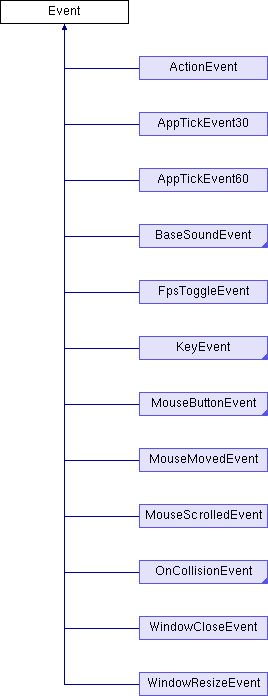 Event
ActionEvent
AppTickEvent30
AppTickEvent60
BaseSoundEvent
FpsToggleEvent
KeyEvent
MouseButtonEvent
MouseMovedEvent
MouseScrolledEvent
OnCollisionEvent
WindowCloseEvent
WindowResizeEvent